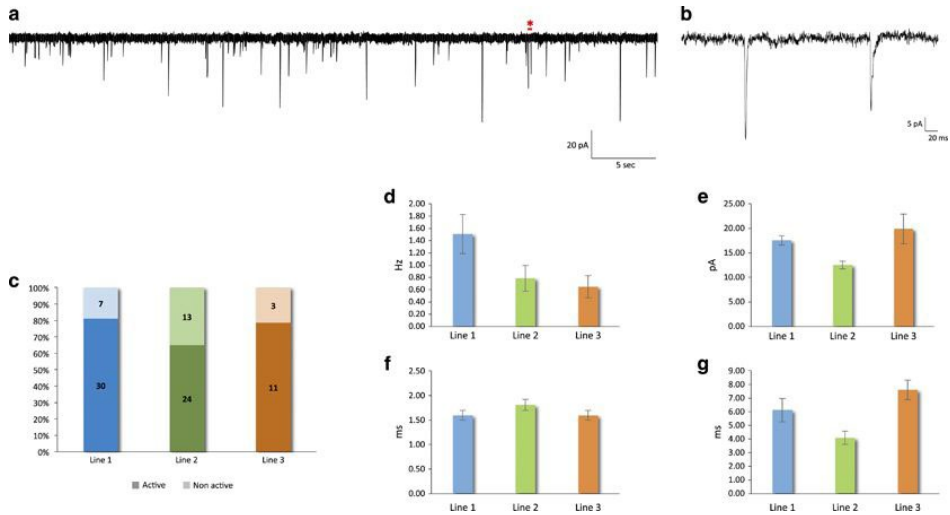 a
*
20 pA
5 sec
b
5 pA
20 ms
c
100%
90%
80%
70%
60%
50%
40%
30%
20%
10%
0%
7
13
3
30
24
11
Line 1 Line 2 Line 3
Active Non active
d
2.00
1.80
1.60
1.40
1.20
1.00
0.80
0.60
0.40
0.20
0.00
Hz
Line 1 Line 2 Line 3
e
25.00
20.00
15.00
10.00
5.00
0.00
pA
Line 1 Line 2 Line 3
f
2.50
2.00
1.50
1.00
0.50
0.00
ms
Line 1 Line 2 Line 3
g
9.00
8.00
7.00
6.00
5.00
4.00
3.00
2.00
1.00
0.00
ms
Line 1 Line 2 Line 3